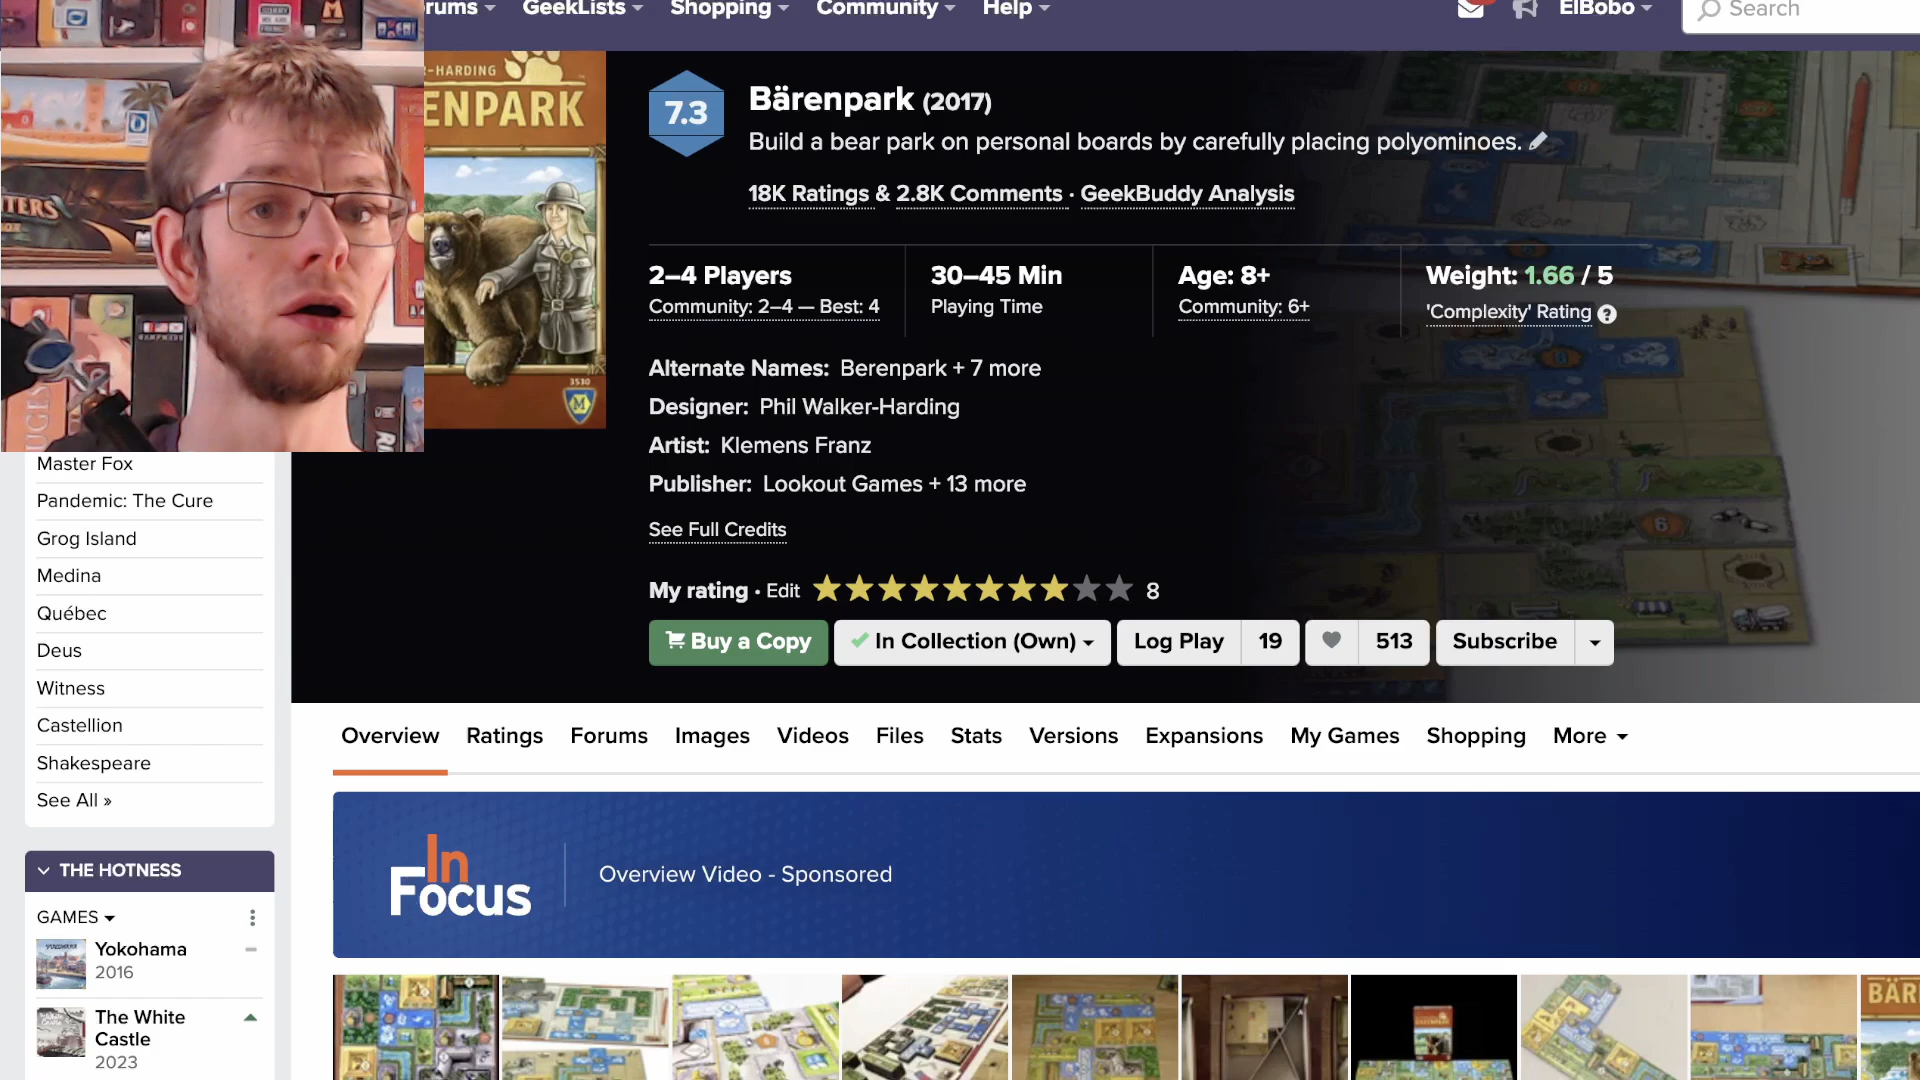 GeekLists
Shopping
Community
Help
ElBobo
Search
-HARDING
ENPARK
3530
M
7.3
Bärenpark (2017)
Build a bear park on personal boards by carefully placing polyominoes.
18K Ratings & 2.8K Comments · GeekBuddy Analysis
2–4 Players
Community: 2–4 — Best: 4
30–45 Min
Playing Time
Age: 8+
Community: 6+
Weight: 1.66 / 5
'Complexity' Rating ?
Alternate Names: Berenpark + 7 more
Designer: Phil Walker-Harding
Artist: Klemens Franz
Publisher: Lookout Games + 13 more
See Full Credits
My rating · Edit 8
Buy a Copy
In Collection (Own)
Log Play 19
513
Subscribe
Master Fox
Pandemic: The Cure
Grog Island
Medina
Québec
Deus
Witness
Castellion
Shakespeare
See All »
THE HOTNESS
GAMES
Yokohama
2016
The White
Castle
2023
Overview
Ratings
Forums
Images
Videos
Files
Stats
Versions
Expansions
My Games
Shopping
More
In
Focus
Overview Video - Sponsored
6